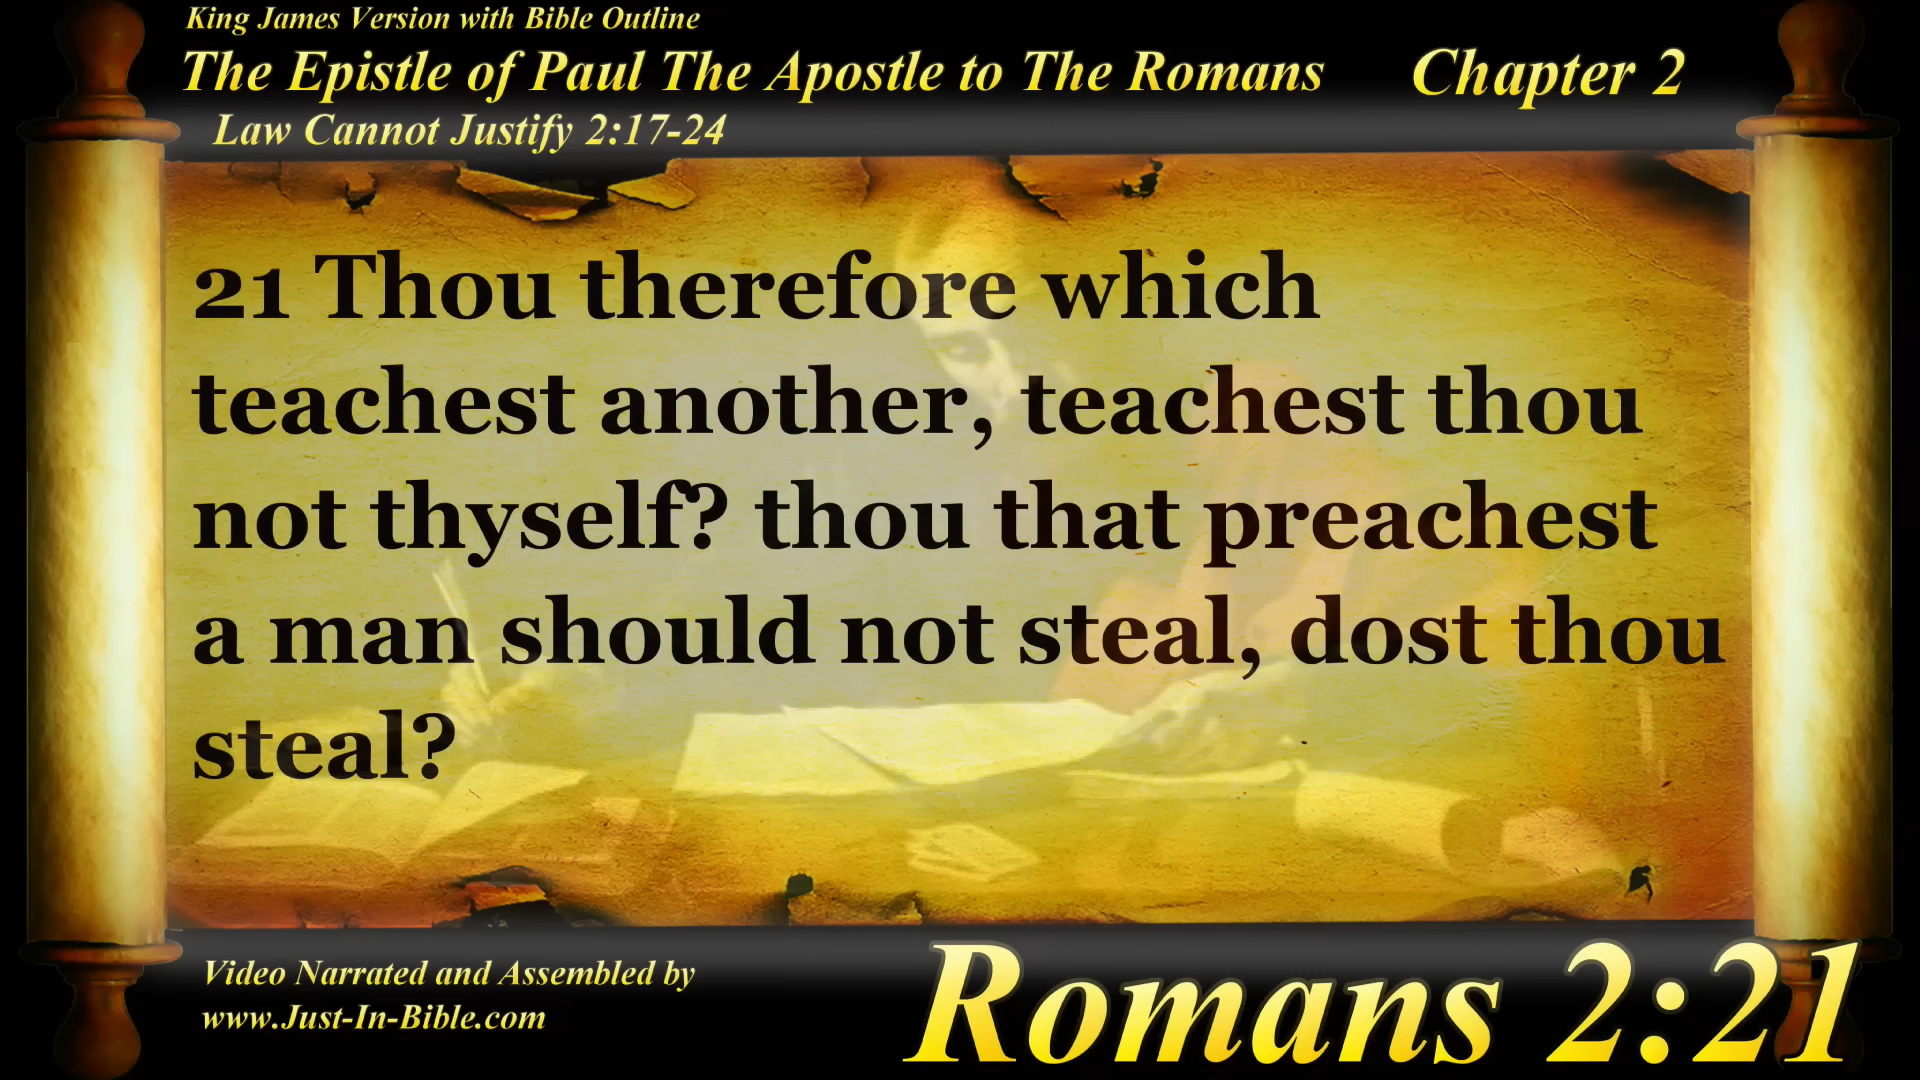 King James Version with Bible Outline
The Epistle of Paul The Apostle to The Romans Chapter 2
Law Cannot Justify 2:17-24
21 Thou therefore which
teachest another, teachest thou
not thyself? thou that preachest
a man should not steal, dost thou
steal?
Video Narrated and Assembled by
www.Just-In-Bible.com
Romans 2:21